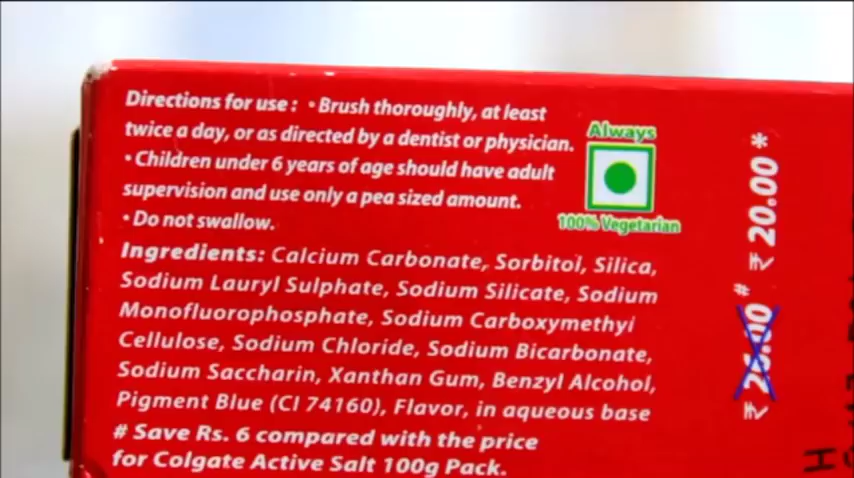 Directions for use : • Brush thoroughly, at least
twice a day, or as directed by a dentist or physician.
• Children under 6 years of age should have adult
supervision and use only a pea sized amount.
• Do not swallow.
Always
100% Vegetarian
Ingredients: Calcium Carbonate, Sorbitol, Silica,
Sodium Lauryl Sulphate, Sodium Silicate, Sodium
Monofluorophosphate, Sodium Carboxymethyi
Cellulose, Sodium Chloride, Sodium Bicarbonate,
Sodium Saccharin, Xanthan Gum, Benzyl Alcohol,
Pigment Blue (CI 74160), Flavor, in aqueous base
# Save Rs. 6 compared with the price
for Colgate Active Salt 100g Pack.
₹ 26.00 # ₹ 20.00 *